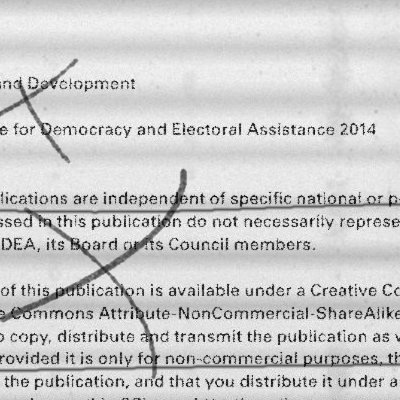 and Development
e for Democracy and Electoral Assistance 2014
lications are independent of specific national or p
ssed in this publication do not necessarily represe
DEA, its Board or its Council members.
of this publication is available under a Creative Co
e Commons Attribute-NonCommercial-ShareAlike
o copy, distribute and transmit the publication as v
rovided it is only for non-commercial purposes, th
the publication, and that you distribute it under a